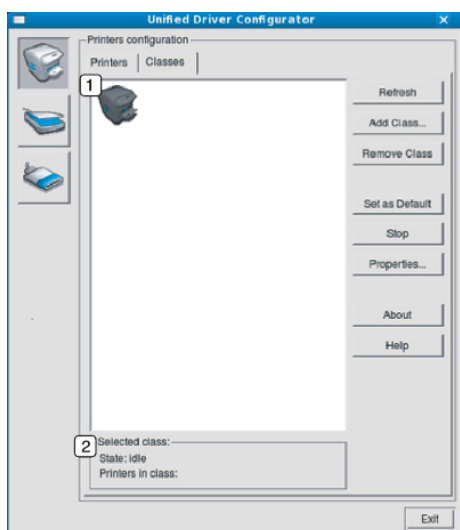 Unified Driver Configurator
Printers configuration
Printers Classes
1
Refresh
Add Class...
Remove Class
Set as Default
Stop
Properties...
About
Help
2
Selected class:
State: idle
Printers in class:
Exit